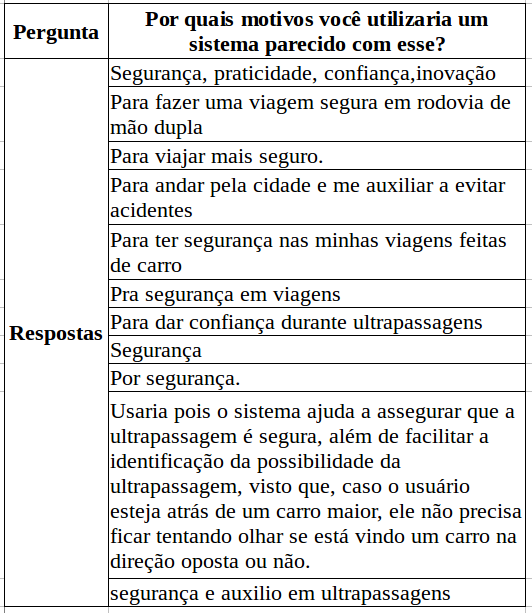 Pergunta
Por quais motivos você utilizaria um
sistema parecido com esse?
Respostas
Segurança, praticidade, confiança,inovação
Para fazer uma viagem segura em rodovia de
mão dupla
Para viajar mais seguro.
Para andar pela cidade e me auxiliar a evitar
acidentes
Para ter segurança nas minhas viagens feitas
de carro
Pra segurança em viagens
Para dar confiança durante ultrapassagens
Segurança
Por segurança.
Usaria pois o sistema ajuda a assegurar que a
ultrapassagem é segura, além de facilitar a
identificação da possibilidade da
ultrapassagem, visto que, caso o usuário
esteja atrás de um carro maior, ele não precisa
ficar tentando olhar se está vindo um carro na
direção oposta ou não.
segurança e auxilio em ultrapassagens